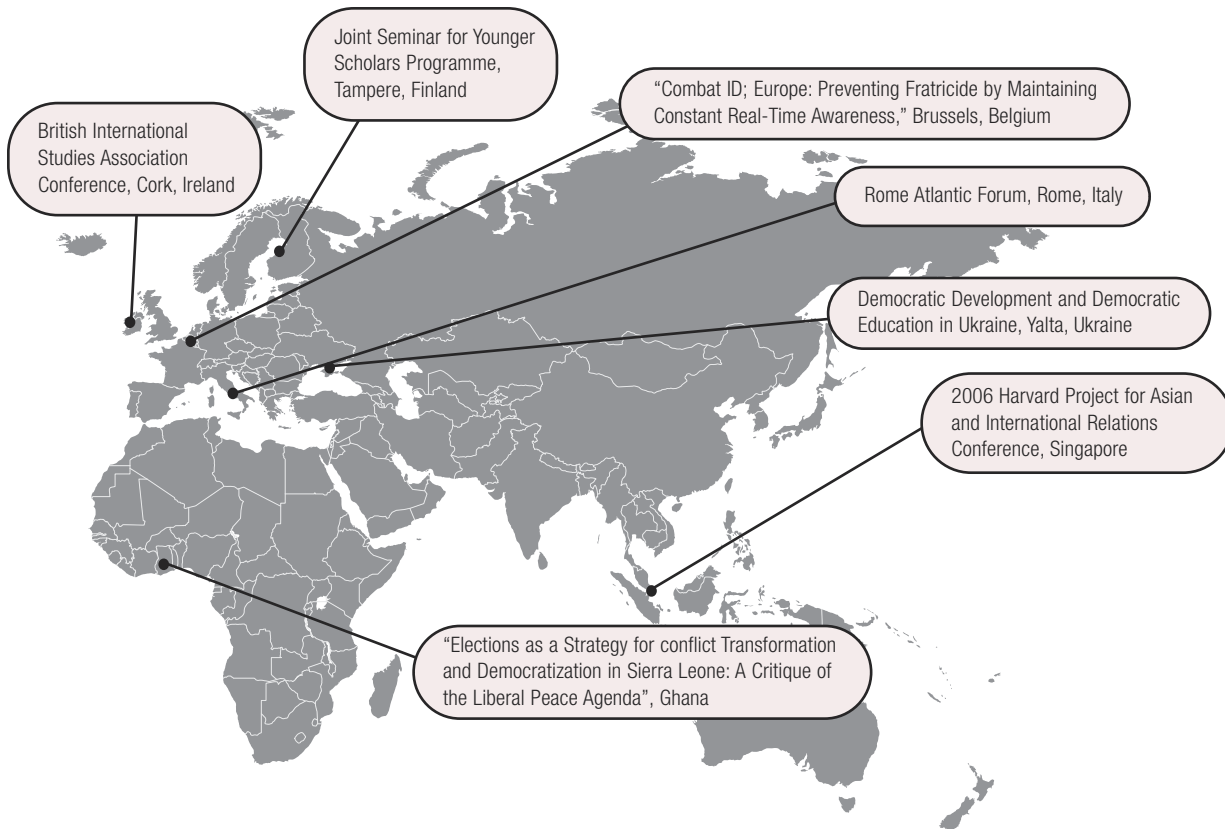 Joint Seminar for Younger
Scholars Programme,
Tampere, Finland
“Combat ID; Europe: Preventing Fratricide by Maintaining
Constant Real-Time Awareness,” Brussels, Belgium
British International
Studies Association
Conference, Cork, Ireland
Rome Atlantic Forum, Rome, Italy
Democratic Development and Democratic
Education in Ukraine, Yalta, Ukraine
2006 Harvard Project for Asian
and International Relations
Conference, Singapore
“Elections as a Strategy for conflict Transformation
and Democratization in Sierra Leone: A Critique of
the Liberal Peace Agenda”, Ghana